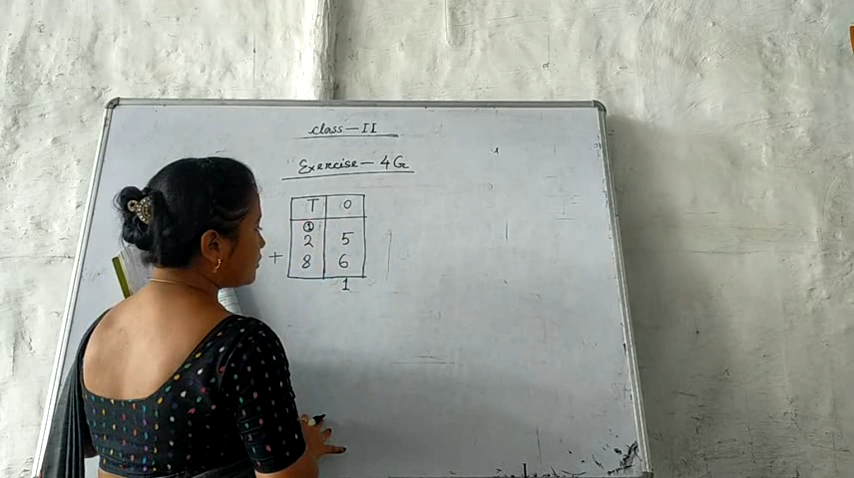 class-II
Exercise-4G
T O
①
2 5
+ 8 6
1